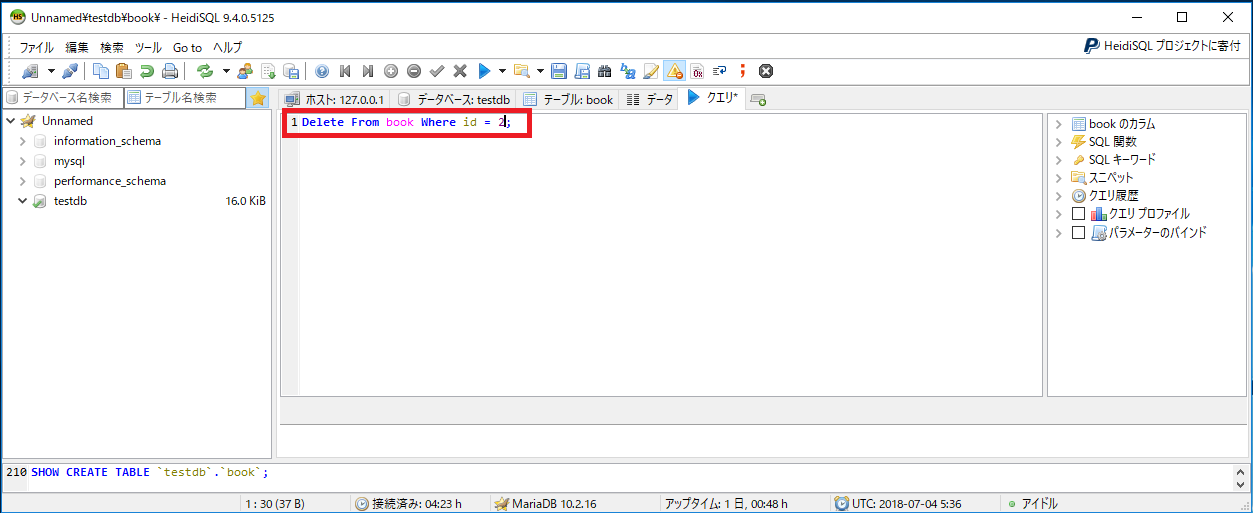 Unnamed¥testdb¥book¥ - HeidiSQL 9.4.0.5125
ファイル 編集 検索 ツール Go to ヘルプ
HeidiSQL プロジェクトに寄付
データベース名検索 テーブル名検索
ホスト: 127.0.0.1 データベース: testdb テーブル: book データ クエリ*
Unnamed
information_schema
mysql
performance_schema
testdb 16.0 KiB
1 Delete From book Where id = 2;
book のカラム
SQL 関数
SQL キーワード
スニペット
クエリ履歴
クエリ プロファイル
パラメーターのバインド
210 SHOW CREATE TABLE `testdb`.`book`;
1 : 30 (37 B) 接続済み: 04:23 h MariaDB 10.2.16 アップタイム: 1 日, 00:48 h UTC: 2018-07-04 5:36 アイドル